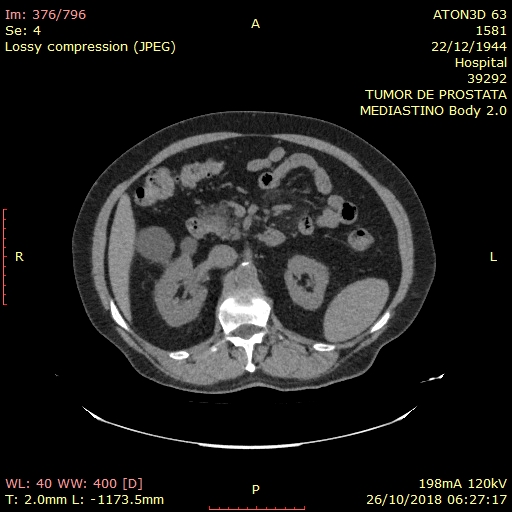 Im: 376/796
Se: 4
Lossy compression (JPEG)
A
ATON3D 63
1581
22/12/1944
Hospital
39292
TUMOR DE PROSTATA
MEDIASTINO Body 2.0
R
L
WL: 40 WW: 400 [D]
T: 2.0mm L: -1173.5mm
P
198mA 120kV
26/10/2018 06:27:17